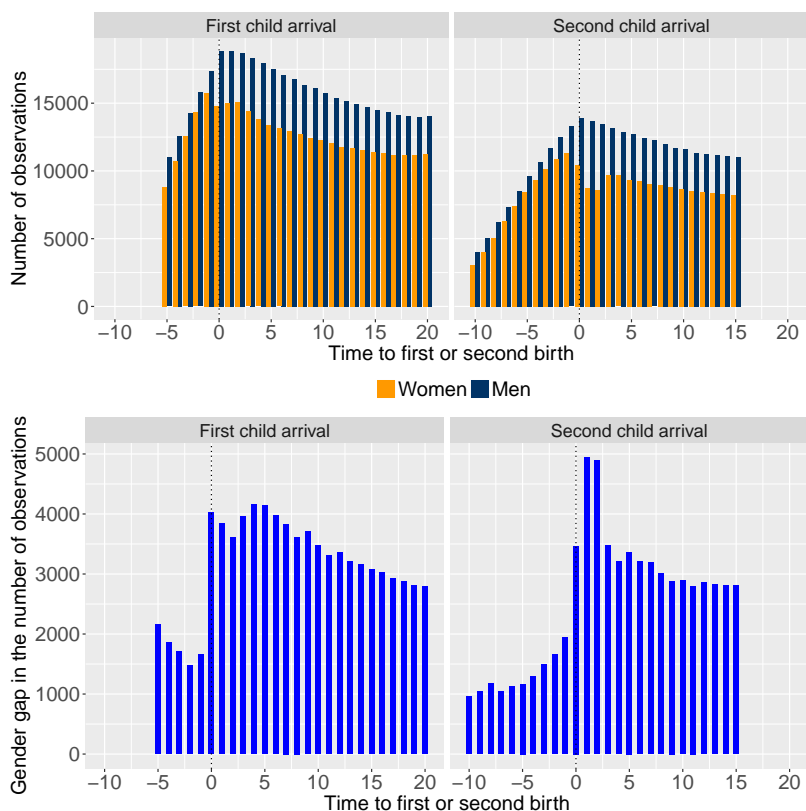 First child arrival
Second child arrival
Number of observations
15000
10000
5000
0
−10 −5 0 5 10 15 20
−10 −5 0 5 10 15 20
Time to first or second birth
Women Men
First child arrival
Second child arrival
Gender gap in the number of observations
5000
4000
3000
2000
1000
0
−10 −5 0 5 10 15 20
−10 −5 0 5 10 15 20
Time to first or second birth